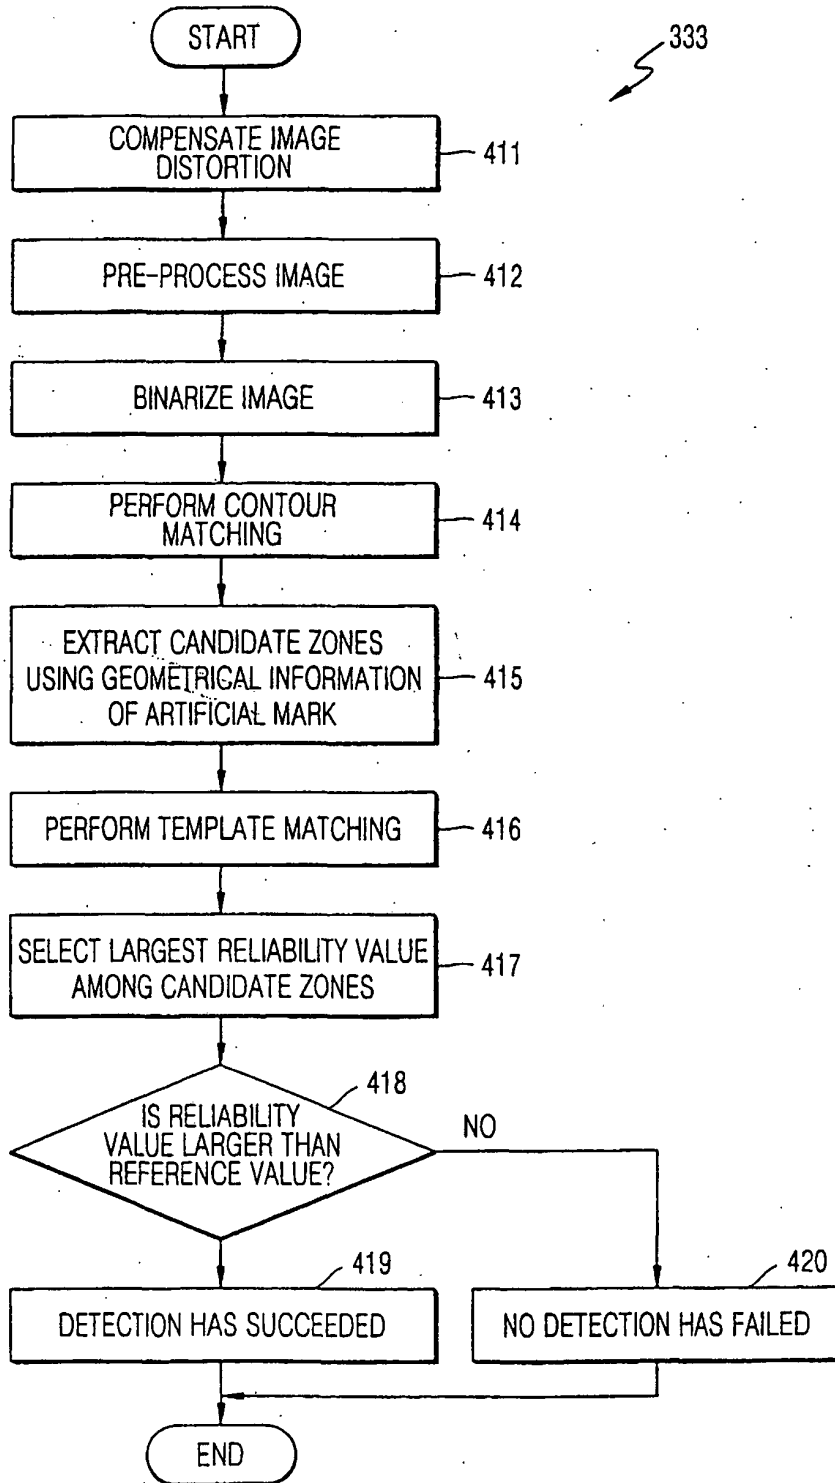 START
333
COMPENSATE IMAGE
DISTORTION
411
PRE-PROCESS IMAGE
412
BINARIZE IMAGE
413
PERFORM CONTOUR
MATCHING
414
EXTRACT CANDIDATE ZONES
USING GEOMETRICAL INFORMATION
OF ARTIFICIAL MARK
415
PERFORM TEMPLATE MATCHING
416
SELECT LARGEST RELIABILITY VALUE
AMONG CANDIDATE ZONES
417
418
IS RELIABILITY
VALUE LARGER THAN
REFERENCE VALUE?
NO
419
DETECTION HAS SUCCEEDED
420
NO DETECTION HAS FAILED
END